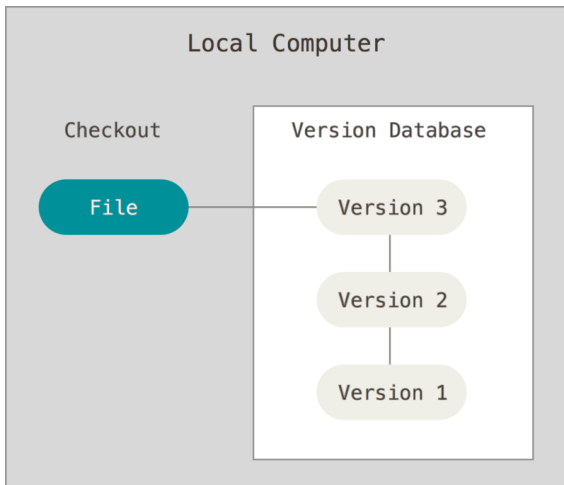 Local Computer
Checkout
Version Database
File
Version 3
Version 2
Version 1